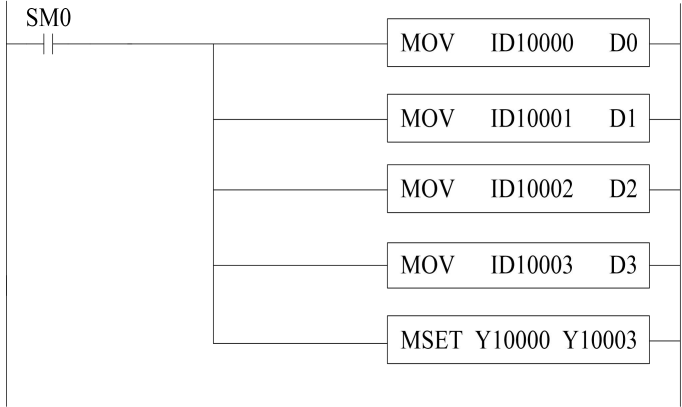 SM0
MOV ID10000 D0
MOV ID10001 D1
MOV ID10002 D2
MOV ID10003 D3
MSET Y10000 Y10003